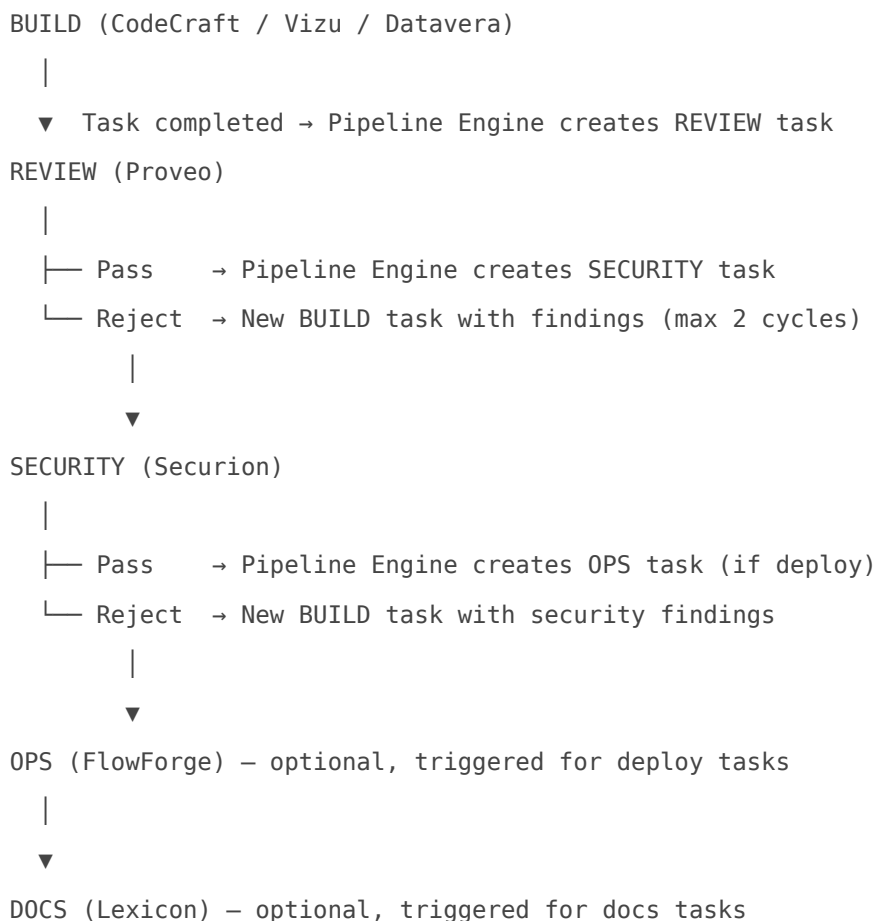 BUILD (CodeCraft / Vizu / Datavera)
│
▼  Task completed → Pipeline Engine creates REVIEW task
REVIEW (Proveo)
│
├── Pass    → Pipeline Engine creates SECURITY task
└── Reject  → New BUILD task with findings (max 2 cycles)
│
▼
SECURITY (Securion)
│
├── Pass    → Pipeline Engine creates OPS task (if deploy)
└── Reject  → New BUILD task with security findings
│
▼
OPS (FlowForge) — optional, triggered for deploy tasks
│
▼
DOCS (Lexicon) — optional, triggered for docs tasks